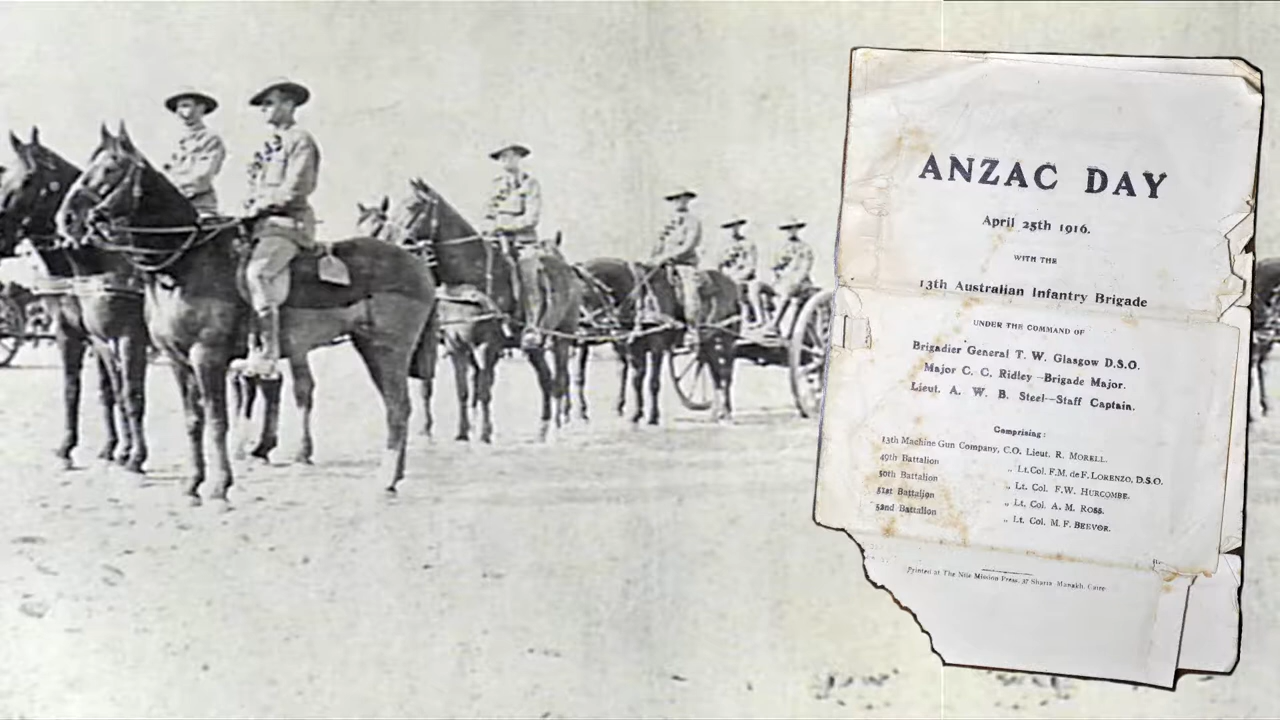 ANZAC DAY
April 25th 1916.
WITH THE
13th Australian Infantry Brigade
UNDER THE COMMAND OF
Brigadier General T. W. Glasgow D.S.O.
Major C. C. Ridley—Brigade Major.
Lieut. A. W. B. Steel—Staff Captain.
Comprising:
13th Machine Gun Company, C.O. Lieut. R. MORELL.
49th Battalion „ Lt.Col. F.M. de F. LORENZO, D.S.O.
50th Battalion „ Lt. Col. F.W. HURCOMBE.
51st Battalion „ Lt. Col. A. M. ROSS.
52nd Battalion „ Lt. Col. M. F. BEEVOR.
Printed at The Nile Mission Press, 37 Sharia Manakh, Cairo.